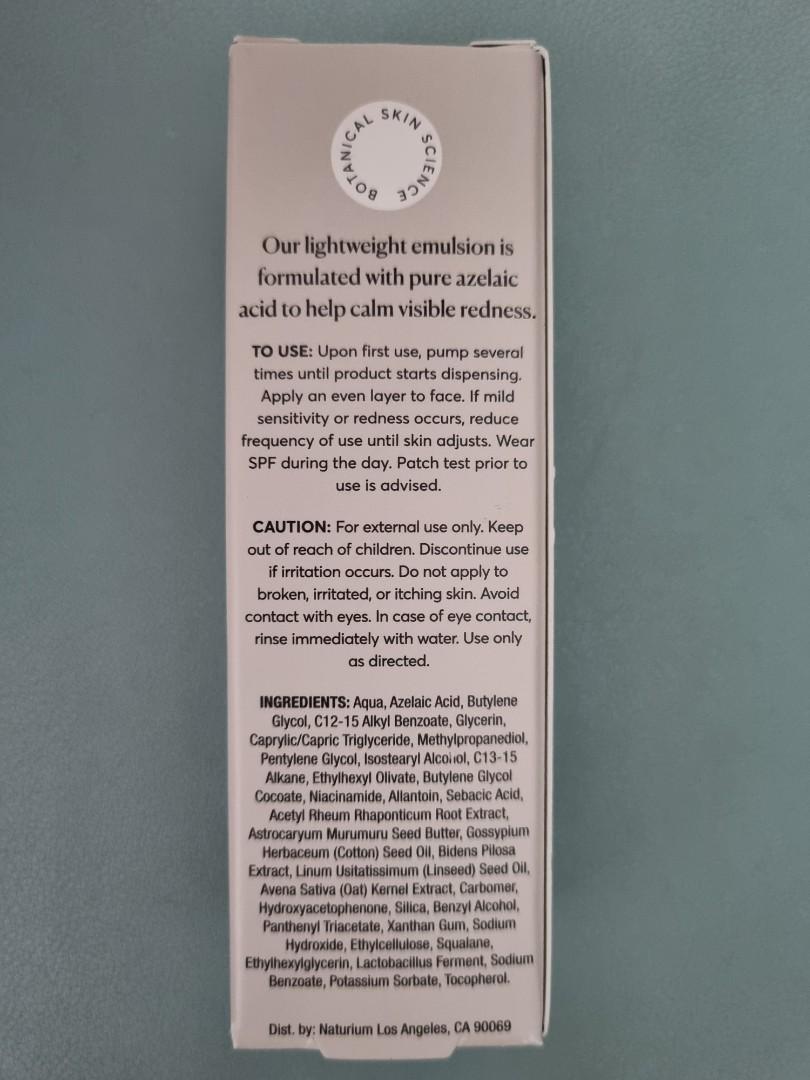 BOTANICAL SKIN SCIENCE
Our lightweight emulsion is
formulated with pure azelaic
acid to help calm visible redness.
TO USE: Upon first use, pump several
times until product starts dispensing.
Apply an even layer to face. If mild
sensitivity or redness occurs, reduce
frequency of use until skin adjusts. Wear
SPF during the day. Patch test prior to
use is advised.
CAUTION: For external use only. Keep
out of reach of children. Discontinue use
if irritation occurs. Do not apply to
broken, irritated, or itching skin. Avoid
contact with eyes. In case of eye contact,
rinse immediately with water. Use only
as directed.
INGREDIENTS: Aqua, Azelaic Acid, Butylene
Glycol, C12-15 Alkyl Benzoate, Glycerin,
Caprylic/Capric Triglyceride, Methylpropanediol,
Pentylene Glycol, Isostearyl Alcohol, C13-15
Alkane, Ethylhexyl Olivate, Butylene Glycol
Cocoate, Niacinamide, Allantoin, Sebacic Acid,
Acetyl Rheum Rhaponticum Root Extract,
Astrocaryum Murumuru Seed Butter, Gossypium
Herbaceum (Cotton) Seed Oil, Bidens Pilosa
Extract, Linum Usitatissimum (Linseed) Seed Oil,
Avena Sativa (Oat) Kernel Extract, Carbomer,
Hydroxyacetophenone, Silica, Benzyl Alcohol,
Panthenyl Triacetate, Xanthan Gum, Sodium
Hydroxide, Ethylcellulose, Squalane,
Ethylhexylglycerin, Lactobacillus Ferment, Sodium
Benzoate, Potassium Sorbate, Tocopherol.
Dist. by: Naturium Los Angeles, CA 90069